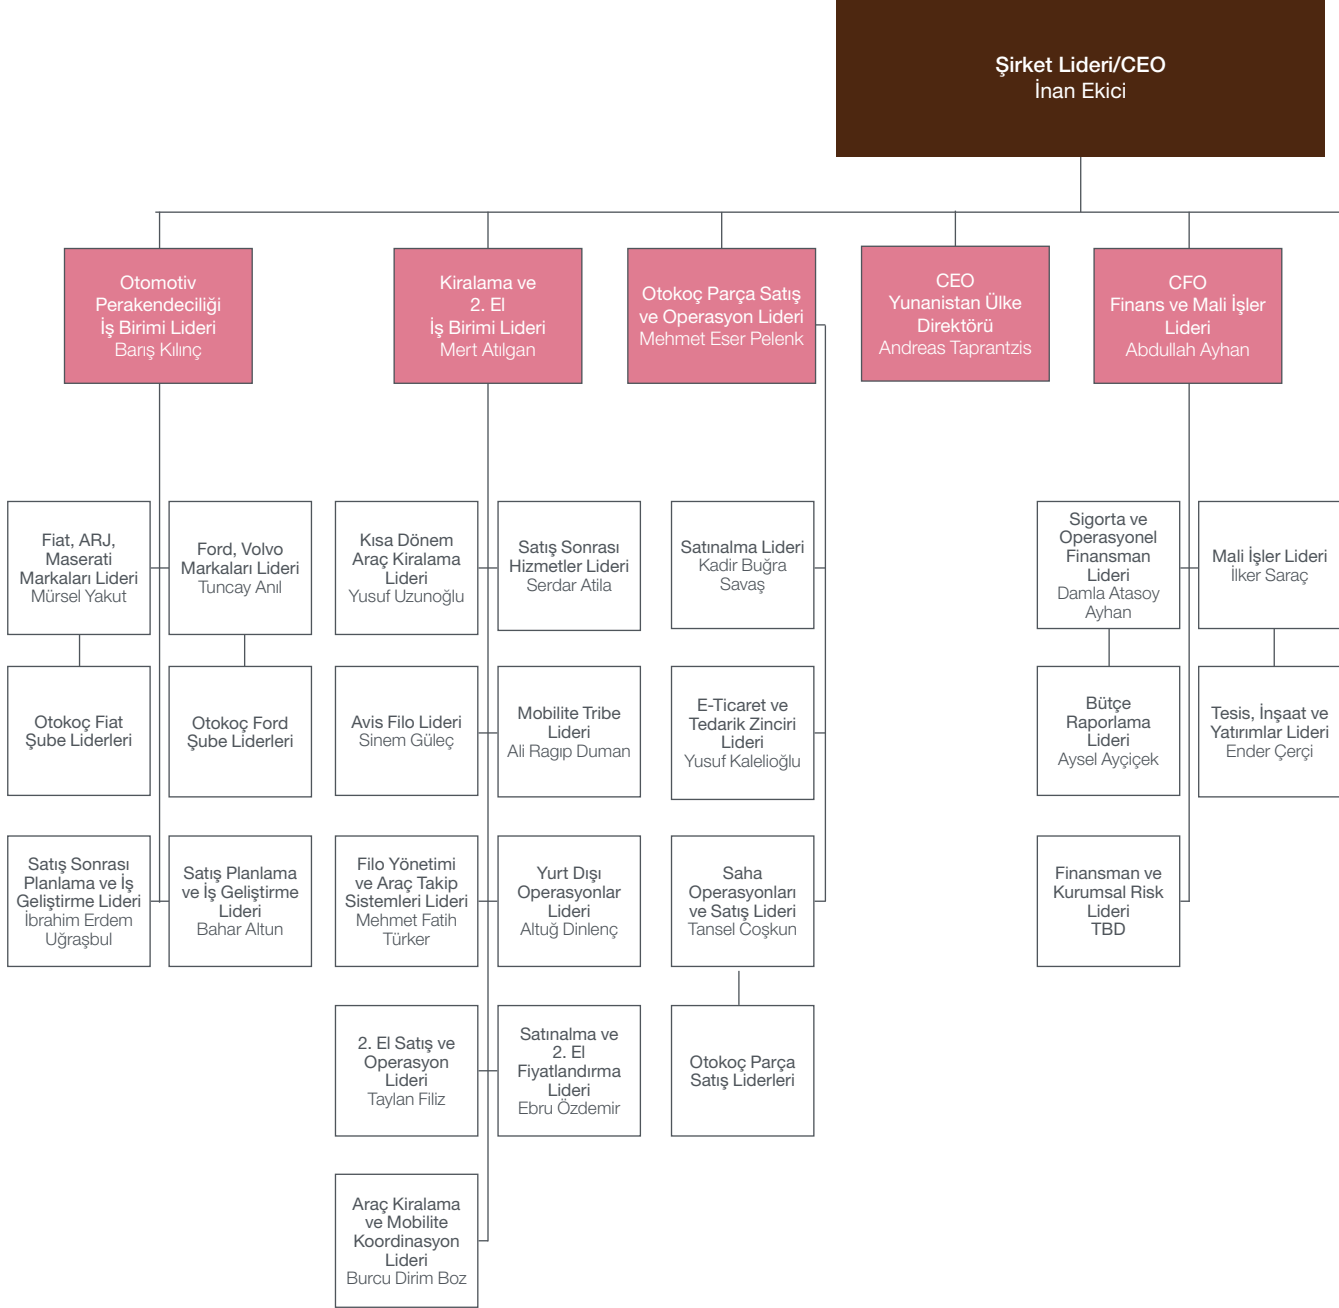 Şirket Lideri/CEO
İnan Ekici
Otomotiv
Perakendeciliği
İş Birimi Lideri
Barış Kılınç
Kiralama ve
2. El
İş Birimi Lideri
Mert Atılgan
Otokoç Parça Satış
ve Operasyon Lideri
Mehmet Eser Pelenk
CEO
Yunanistan Ülke
Direktörü
Andreas Taprantzis
CFO
Finans ve Mali İşler
Lideri
Abdullah Ayhan
Fiat, ARJ,
Maserati
Markaları Lideri
Mürsel Yakut
Ford, Volvo
Markaları Lideri
Tuncay Anıl
Kısa Dönem
Araç Kiralama
Lideri
Yusuf Uzunoğlu
Satış Sonrası
Hizmetler Lideri
Serdar Atila
Satınalma Lideri
Kadir Buğra
Savaş
Sigorta ve
Operasyonel
Finansman
Lideri
Damla Atasoy
Ayhan
Mali İşler Lideri
İlker Saraç
Otokoç Fiat
Şube Liderleri
Otokoç Ford
Şube Liderleri
Avis Filo Lideri
Sinem Güleç
Mobilite Tribe
Lideri
Ali Ragıp Duman
E-Ticaret ve
Tedarik Zinciri
Lideri
Yusuf Kalelioğlu
Bütçe
Raporlama
Lideri
Aysel Ayçiçek
Tesis, İnşaat ve
Yatırımlar Lideri
Ender Çerçi
Satış Sonrası
Planlama ve İş
Geliştirme Lideri
İbrahim Erdem
Uğraşbul
Satış Planlama
ve İş Geliştirme
Lideri
Bahar Altun
Filo Yönetimi
ve Araç Takip
Sistemleri Lideri
Mehmet Fatih
Türker
Yurt Dışı
Operasyonlar
Lideri
Altuğ Dinlenç
Saha
Operasyonları
ve Satış Lideri
Tansel Coşkun
Finansman ve
Kurumsal Risk
Lideri
TBD
2. El Satış ve
Operasyon
Lideri
Taylan Filiz
Satınalma ve
2. El
Fiyatlandırma
Lideri
Ebru Özdemir
Otokoç Parça
Satış Liderleri
Araç Kiralama
ve Mobilite
Koordinasyon
Lideri
Burcu Dirim Boz